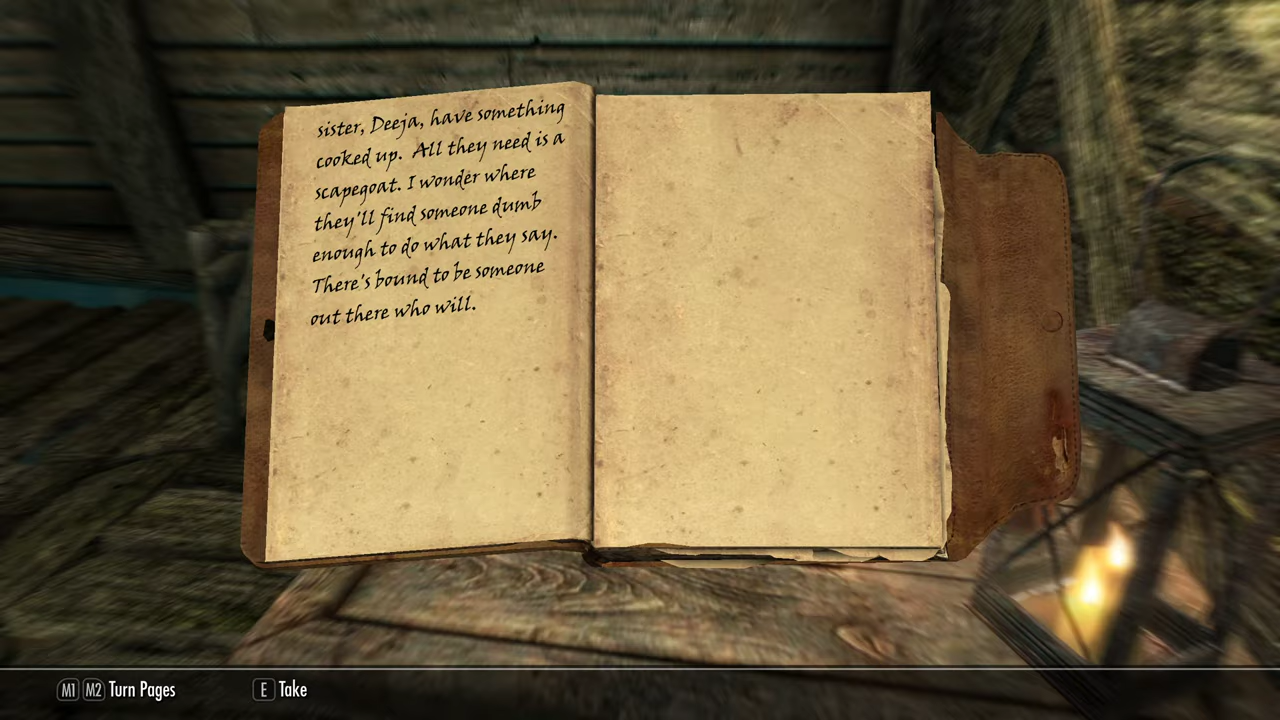 sister, Deeja, have something
cooked up. All they need is a
scapegoat. I wonder where
they'll find someone dumb
enough to do what they say.
There's bound to be someone
out there who will.
M1 M2 Turn Pages
E Take